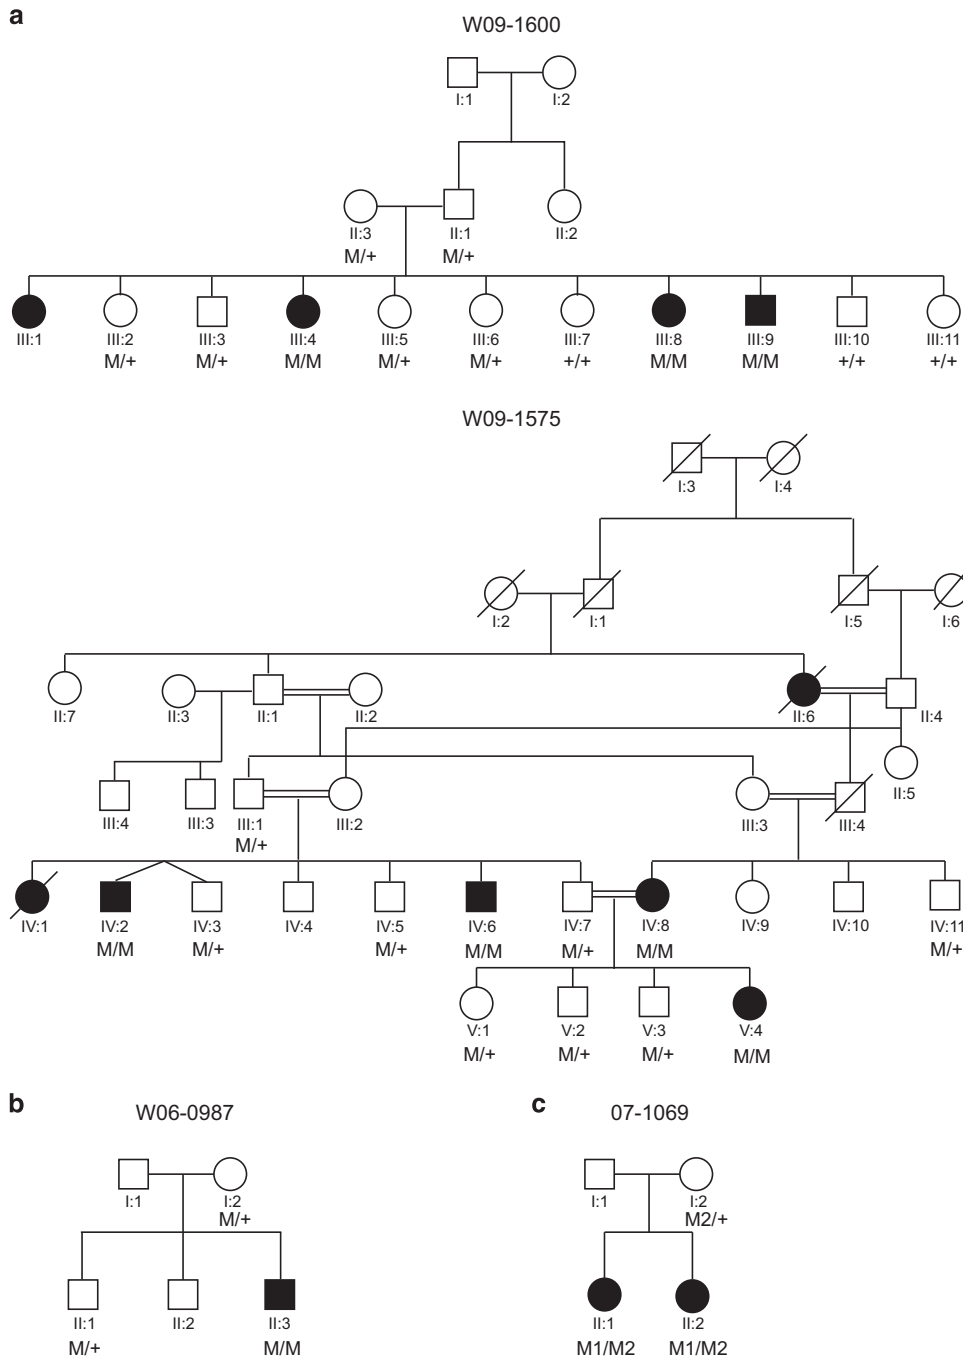 a
W09-1600
I:1 I:2
II:3 II:1 II:2
M/+ M/+
III:1 III:2 III:3 III:4 III:5 III:6 III:7 III:8 III:9 III:10 III:11
M/+ M/+ M/M M/+ M/+ +/+ M/M M/M +/+ +/+
W09-1575
I:3 I:4
I:2 I:1 I:5 I:6
II:7 II:3 II:1 II:2 II:6 II:4
II:5
III:4 III:3 III:1 III:2 III:3 III:4
M/+
IV:1 IV:2 IV:3 IV:4 IV:5 IV:6 IV:7 IV:8 IV:9 IV:10 IV:11
M/M M/+ M/+ M/M M/+ M/M M/+
V:1 V:2 V:3 V:4
M/+ M/+ M/+ M/M
b
W06-0987
I:1 I:2
M/+
II:1 II:2 II:3
M/+ M/M
c
07-1069
I:1 I:2
M2/+
II:1 II:2
M1/M2 M1/M2